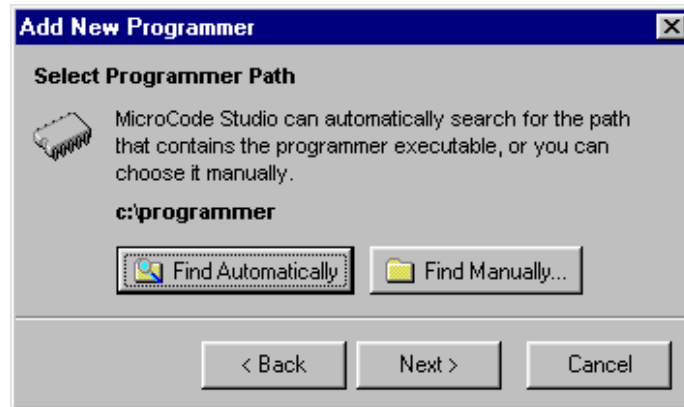 Add New Programmer
Select Programmer Path
MicroCode Studio can automatically search for the path
that contains the programmer executable, or you can
choose it manually.
c:\programmer
Find Automatically Find Manually...
< Back Next > Cancel